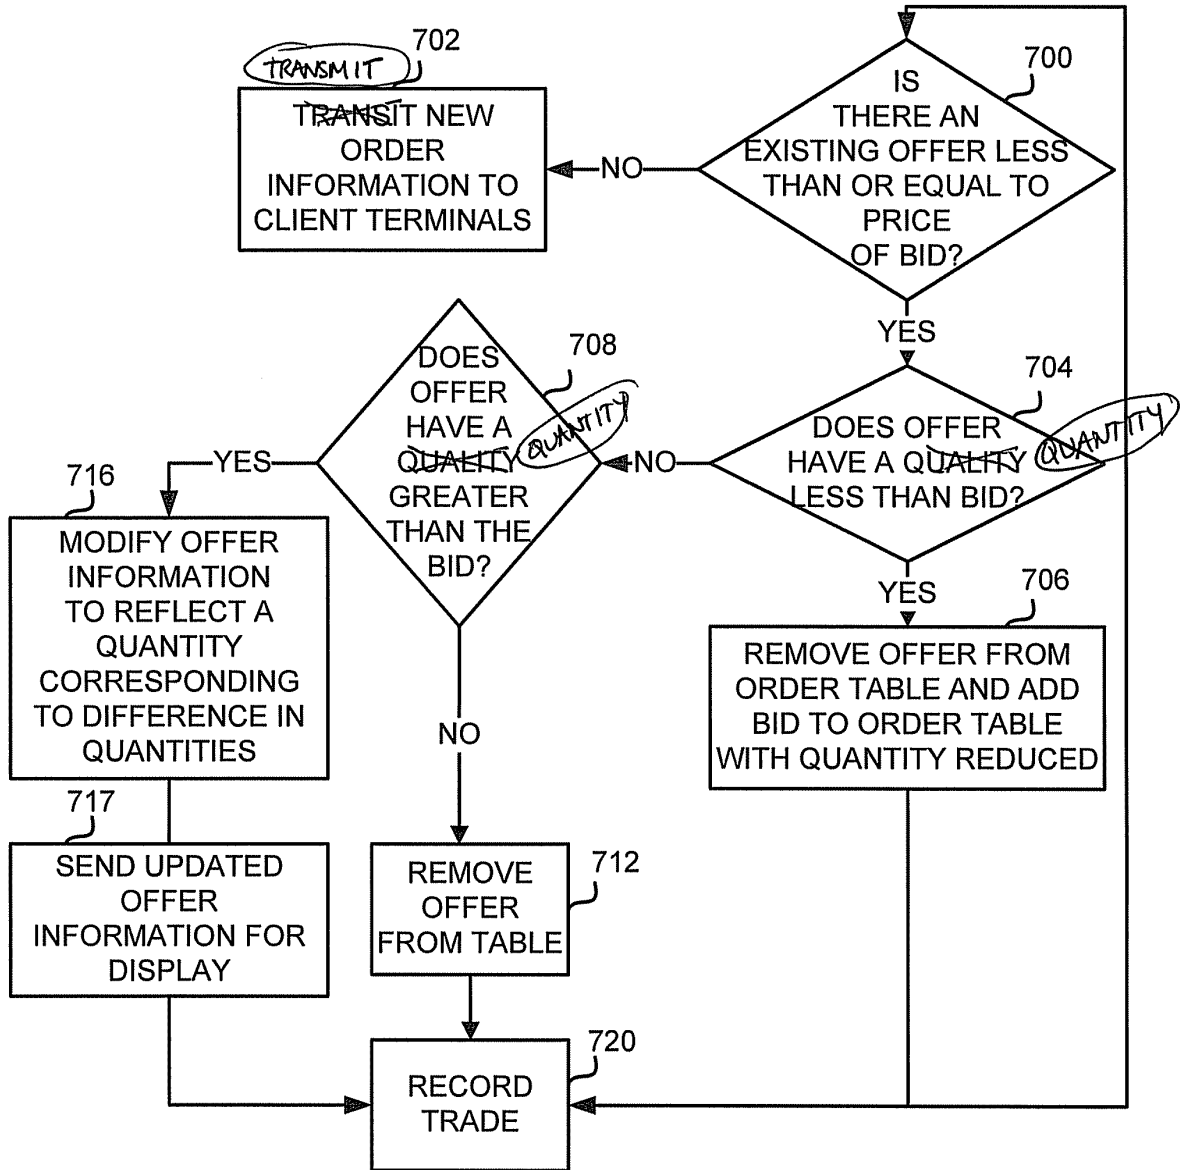 702
TRANSMIT
TRANSIT NEW
ORDER
INFORMATION TO
CLIENT TERMINALS
NO
700
IS
THERE AN
EXISTING OFFER LESS
THAN OR EQUAL TO
PRICE
OF BID?
YES
704
DOES OFFER
HAVE A QUALITY QUANTITY
LESS THAN BID?
NO
708
DOES
OFFER
HAVE A
QUALITY QUANTITY
GREATER
THAN THE
BID?
YES
716
MODIFY OFFER
INFORMATION
TO REFLECT A
QUANTITY
CORRESPONDING
TO DIFFERENCE IN
QUANTITIES
717
SEND UPDATED
OFFER
INFORMATION FOR
DISPLAY
NO
712
REMOVE
OFFER
FROM TABLE
YES
706
REMOVE OFFER FROM
ORDER TABLE AND ADD
BID TO ORDER TABLE
WITH QUANTITY REDUCED
720
RECORD
TRADE